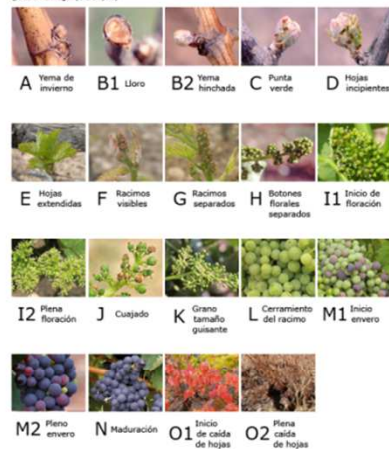 A Yema de invierno
B1 Lloro
B2 Yema hinchada
C Punta verde
D Hojas incipientes
E Hojas extendidas
F Racimos visibles
G Racimos separados
H Botones florales separados
I1 Inicio de floración
I2 Plena floración
J Cuajado
K Grano tamaño guisante
L Cerramiento del racimo
M1 Inicio envero
M2 Pleno envero
N Maduración
O1 Inicio de caída de hojas
O2 Plena caída de hojas